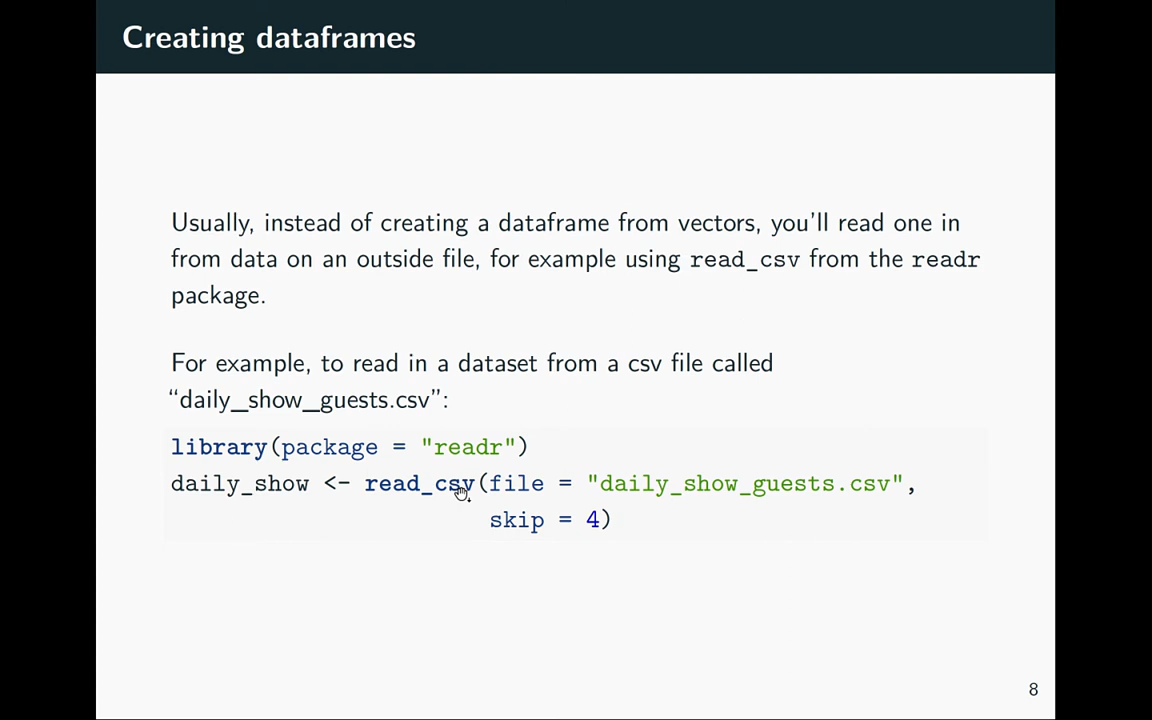 Creating dataframes
Usually, instead of creating a dataframe from vectors, you'll read one in
from data on an outside file, for example using read_csv from the readr
package.
For example, to read in a dataset from a csv file called
“daily_show_guests.csv”:
library(package = "readr")
daily_show <- read_csv(file = "daily_show_guests.csv",
skip = 4)
8